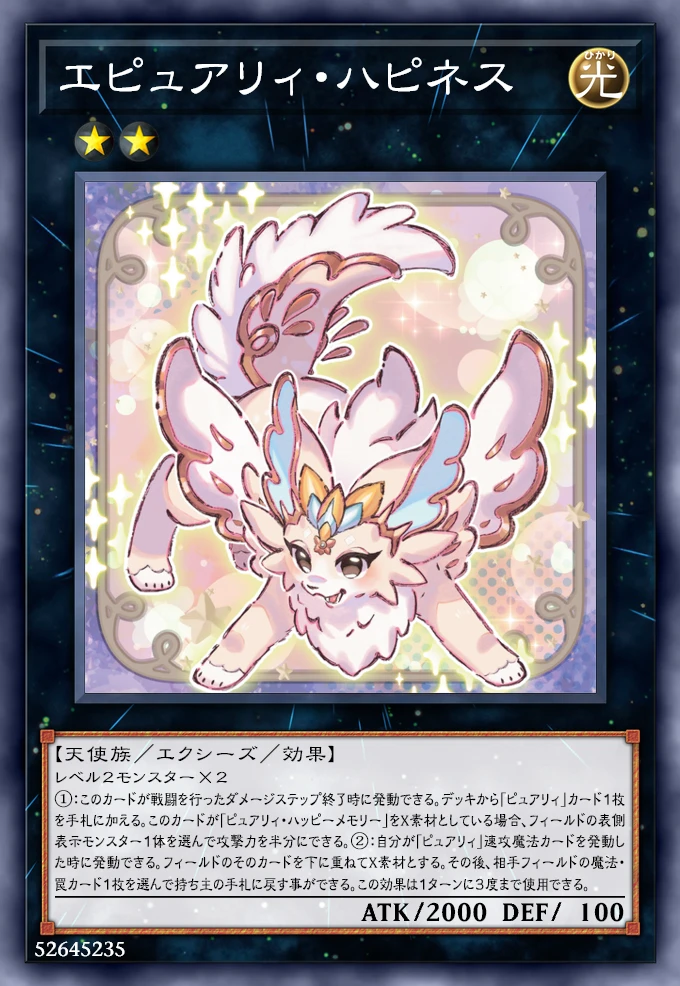 エピュアリィ・ハピネス
ひかり
光
【天使族／エクシーズ／効果】
レベル２モンスター×２
①：このカードが戦闘を行ったダメージステップ終了時に発動できる。デッキから「ピュアリィ」カード1枚
を手札に加える。このカードが「ピュアリィ・ハッピーメモリー」をX素材としている場合、フィールドの表側
表示モンスター1体を選んで攻撃力を半分にできる。②：自分が「ピュアリィ」速攻魔法カードを発動し
た時に発動できる。フィールドのそのカードを下に重ねてX素材とする。その後、相手フィールドの魔法・
罠カード1枚を選んで持ち主の手札に戻す事ができる。この効果は1ターンに3度まで使用できる。
ATK/2000 DEF/ 100
52645235